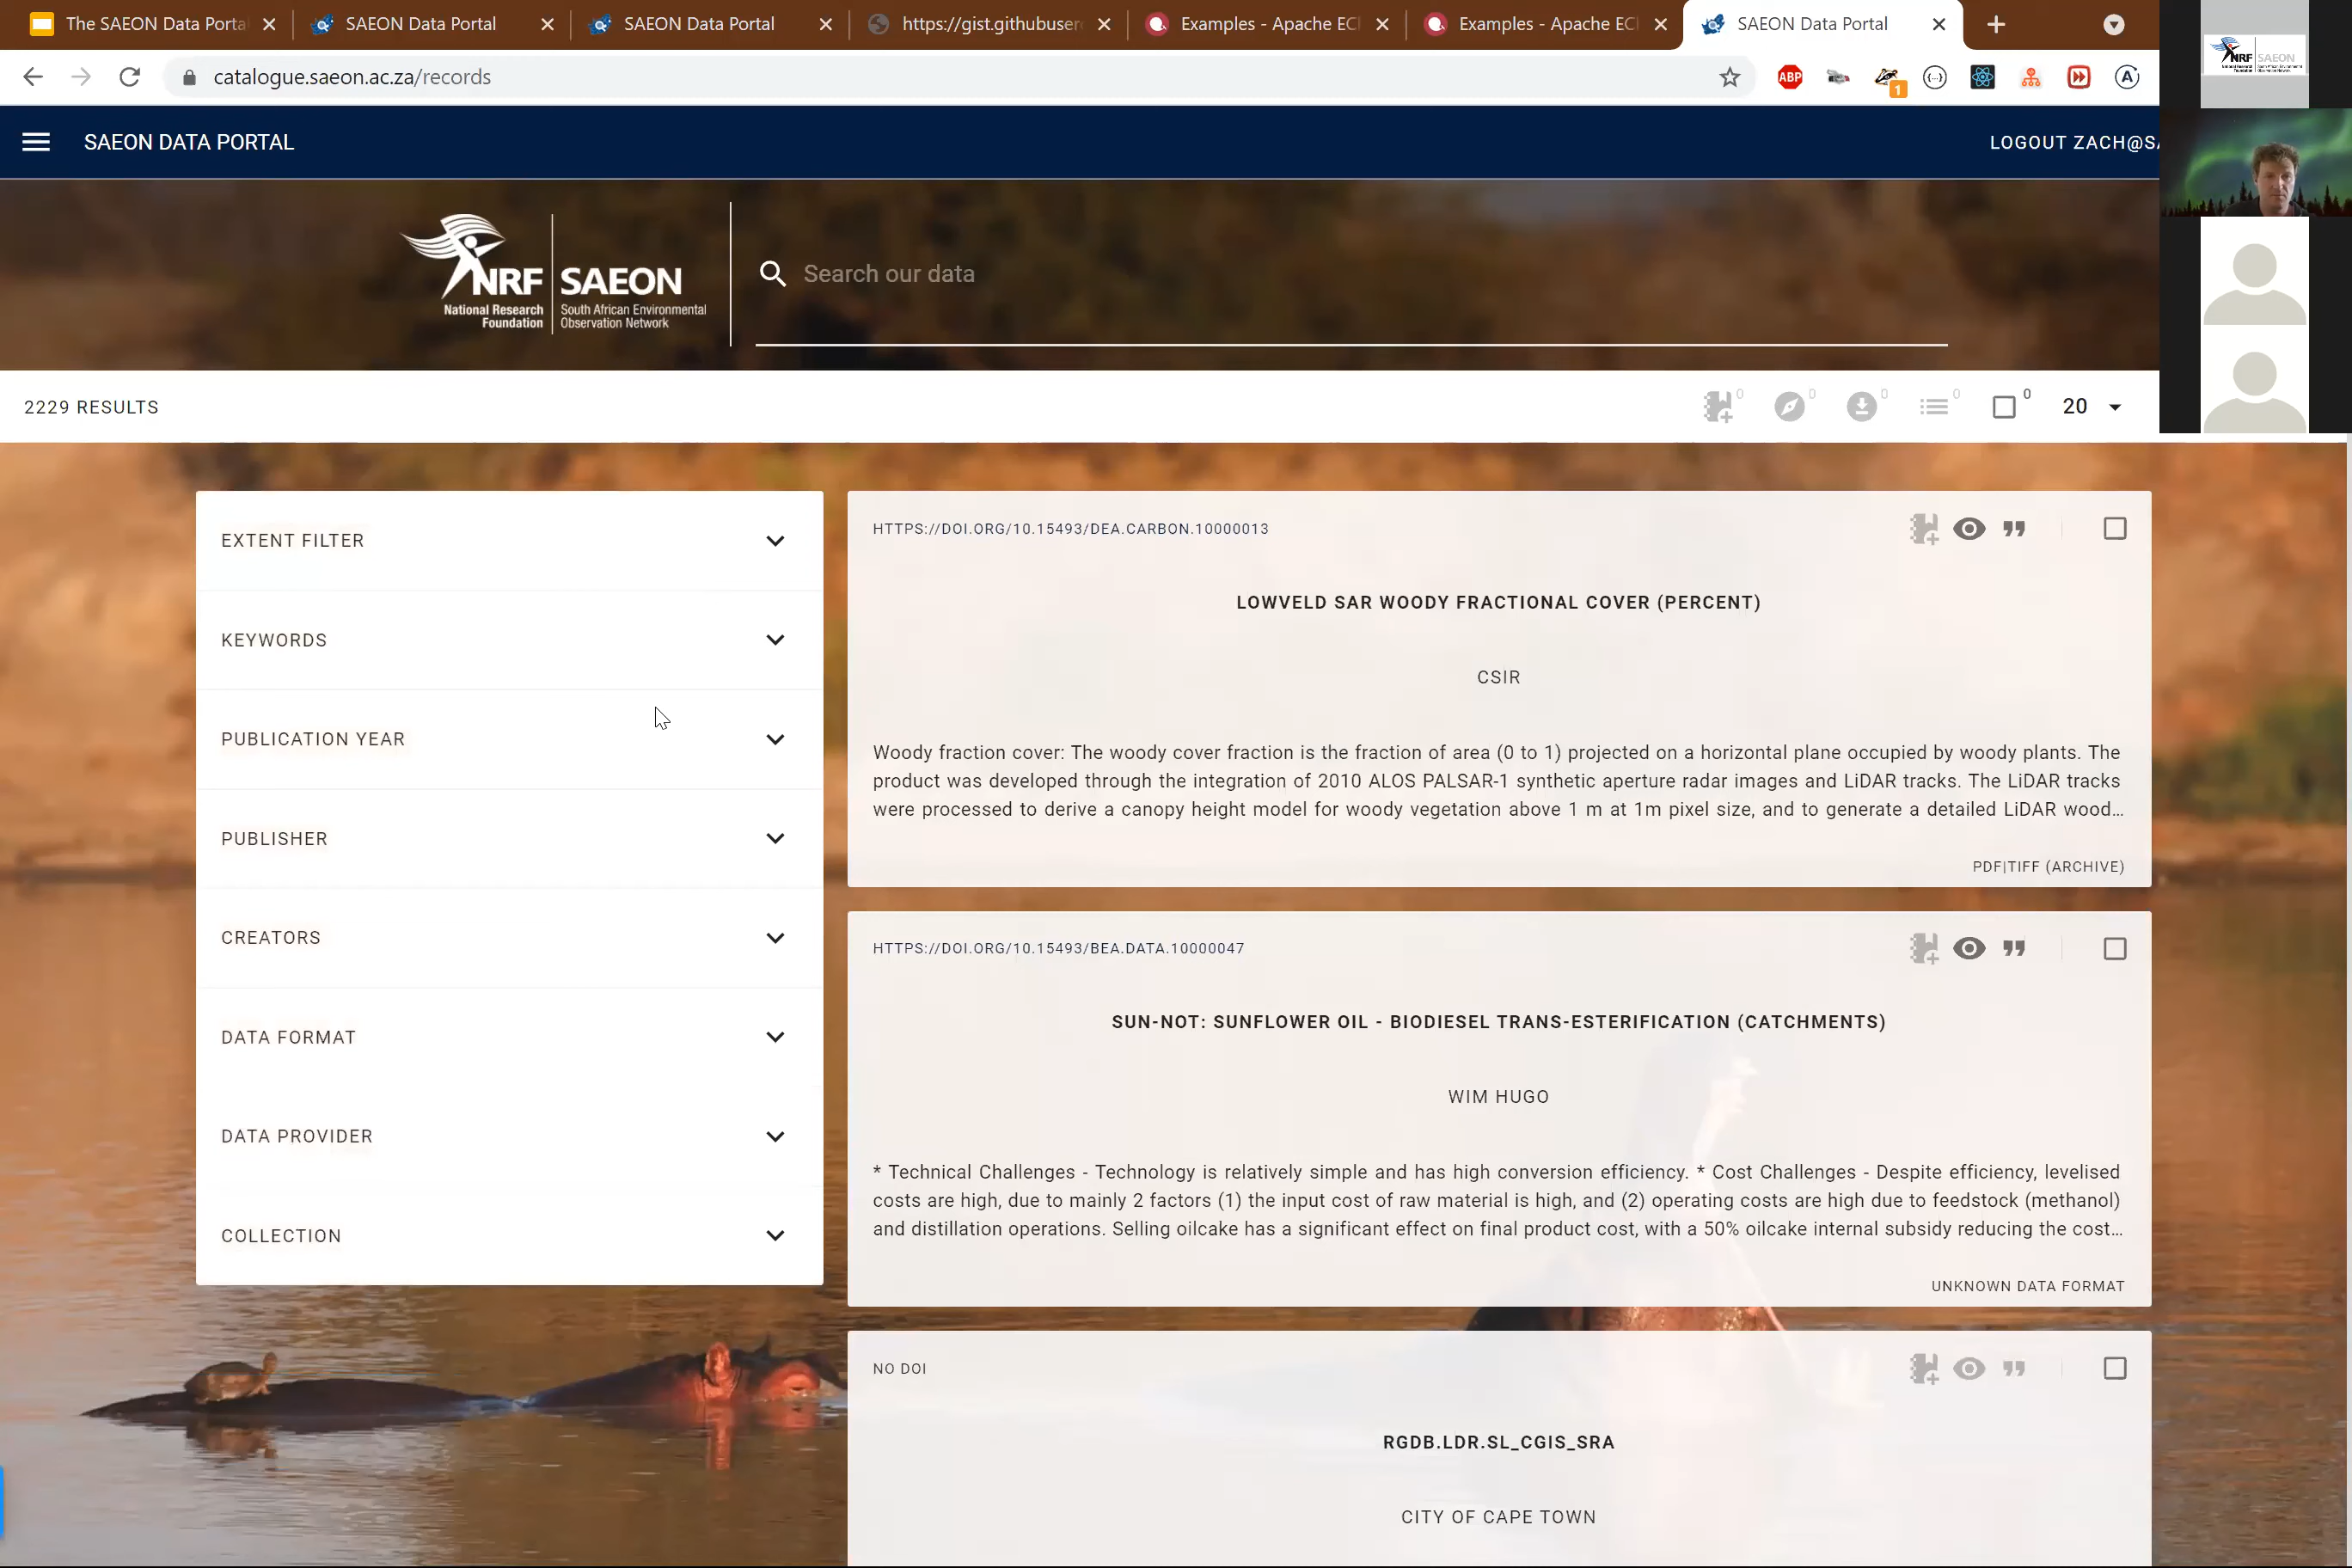 The SAEON Data Porta
SAEON Data Portal
SAEON Data Portal
https://gist.githubuser
Examples - Apache EC
Examples - Apache EC
SAEON Data Portal
catalogue.saeon.ac.za/records
ABP
1
A
SAEON DATA PORTAL
LOGOUT ZACH@SA
NRF SAEON
NRF SAEON
National Research Foundation
South African Environmental Observation Network
Search our data
2229 RESULTS
0
0
0
0
0
20
EXTENT FILTER
KEYWORDS
PUBLICATION YEAR
PUBLISHER
CREATORS
DATA FORMAT
DATA PROVIDER
COLLECTION
HTTPS://DOI.ORG/10.15493/DEA.CARBON.10000013
LOWVELD SAR WOODY FRACTIONAL COVER (PERCENT)
CSIR
Woody fraction cover: The woody cover fraction is the fraction of area (0 to 1) projected on a horizontal plane occupied by woody plants. The
product was developed through the integration of 2010 ALOS PALSAR-1 synthetic aperture radar images and LiDAR tracks. The LiDAR tracks
were processed to derive a canopy height model for woody vegetation above 1 m at 1m pixel size, and to generate a detailed LiDAR wood...
PDF|TIFF (ARCHIVE)
HTTPS://DOI.ORG/10.15493/BEA.DATA.10000047
SUN-NOT: SUNFLOWER OIL - BIODIESEL TRANS-ESTERIFICATION (CATCHMENTS)
WIM HUGO
* Technical Challenges - Technology is relatively simple and has high conversion efficiency. * Cost Challenges - Despite efficiency, levelised
costs are high, due to mainly 2 factors (1) the input cost of raw material is high, and (2) operating costs are high due to feedstock (methanol)
and distillation operations. Selling oilcake has a significant effect on final product cost, with a 50% oilcake internal subsidy reducing the cost...
UNKNOWN DATA FORMAT
NO DOI
RGDB.LDR.SL_CGIS_SRA
CITY OF CAPE TOWN